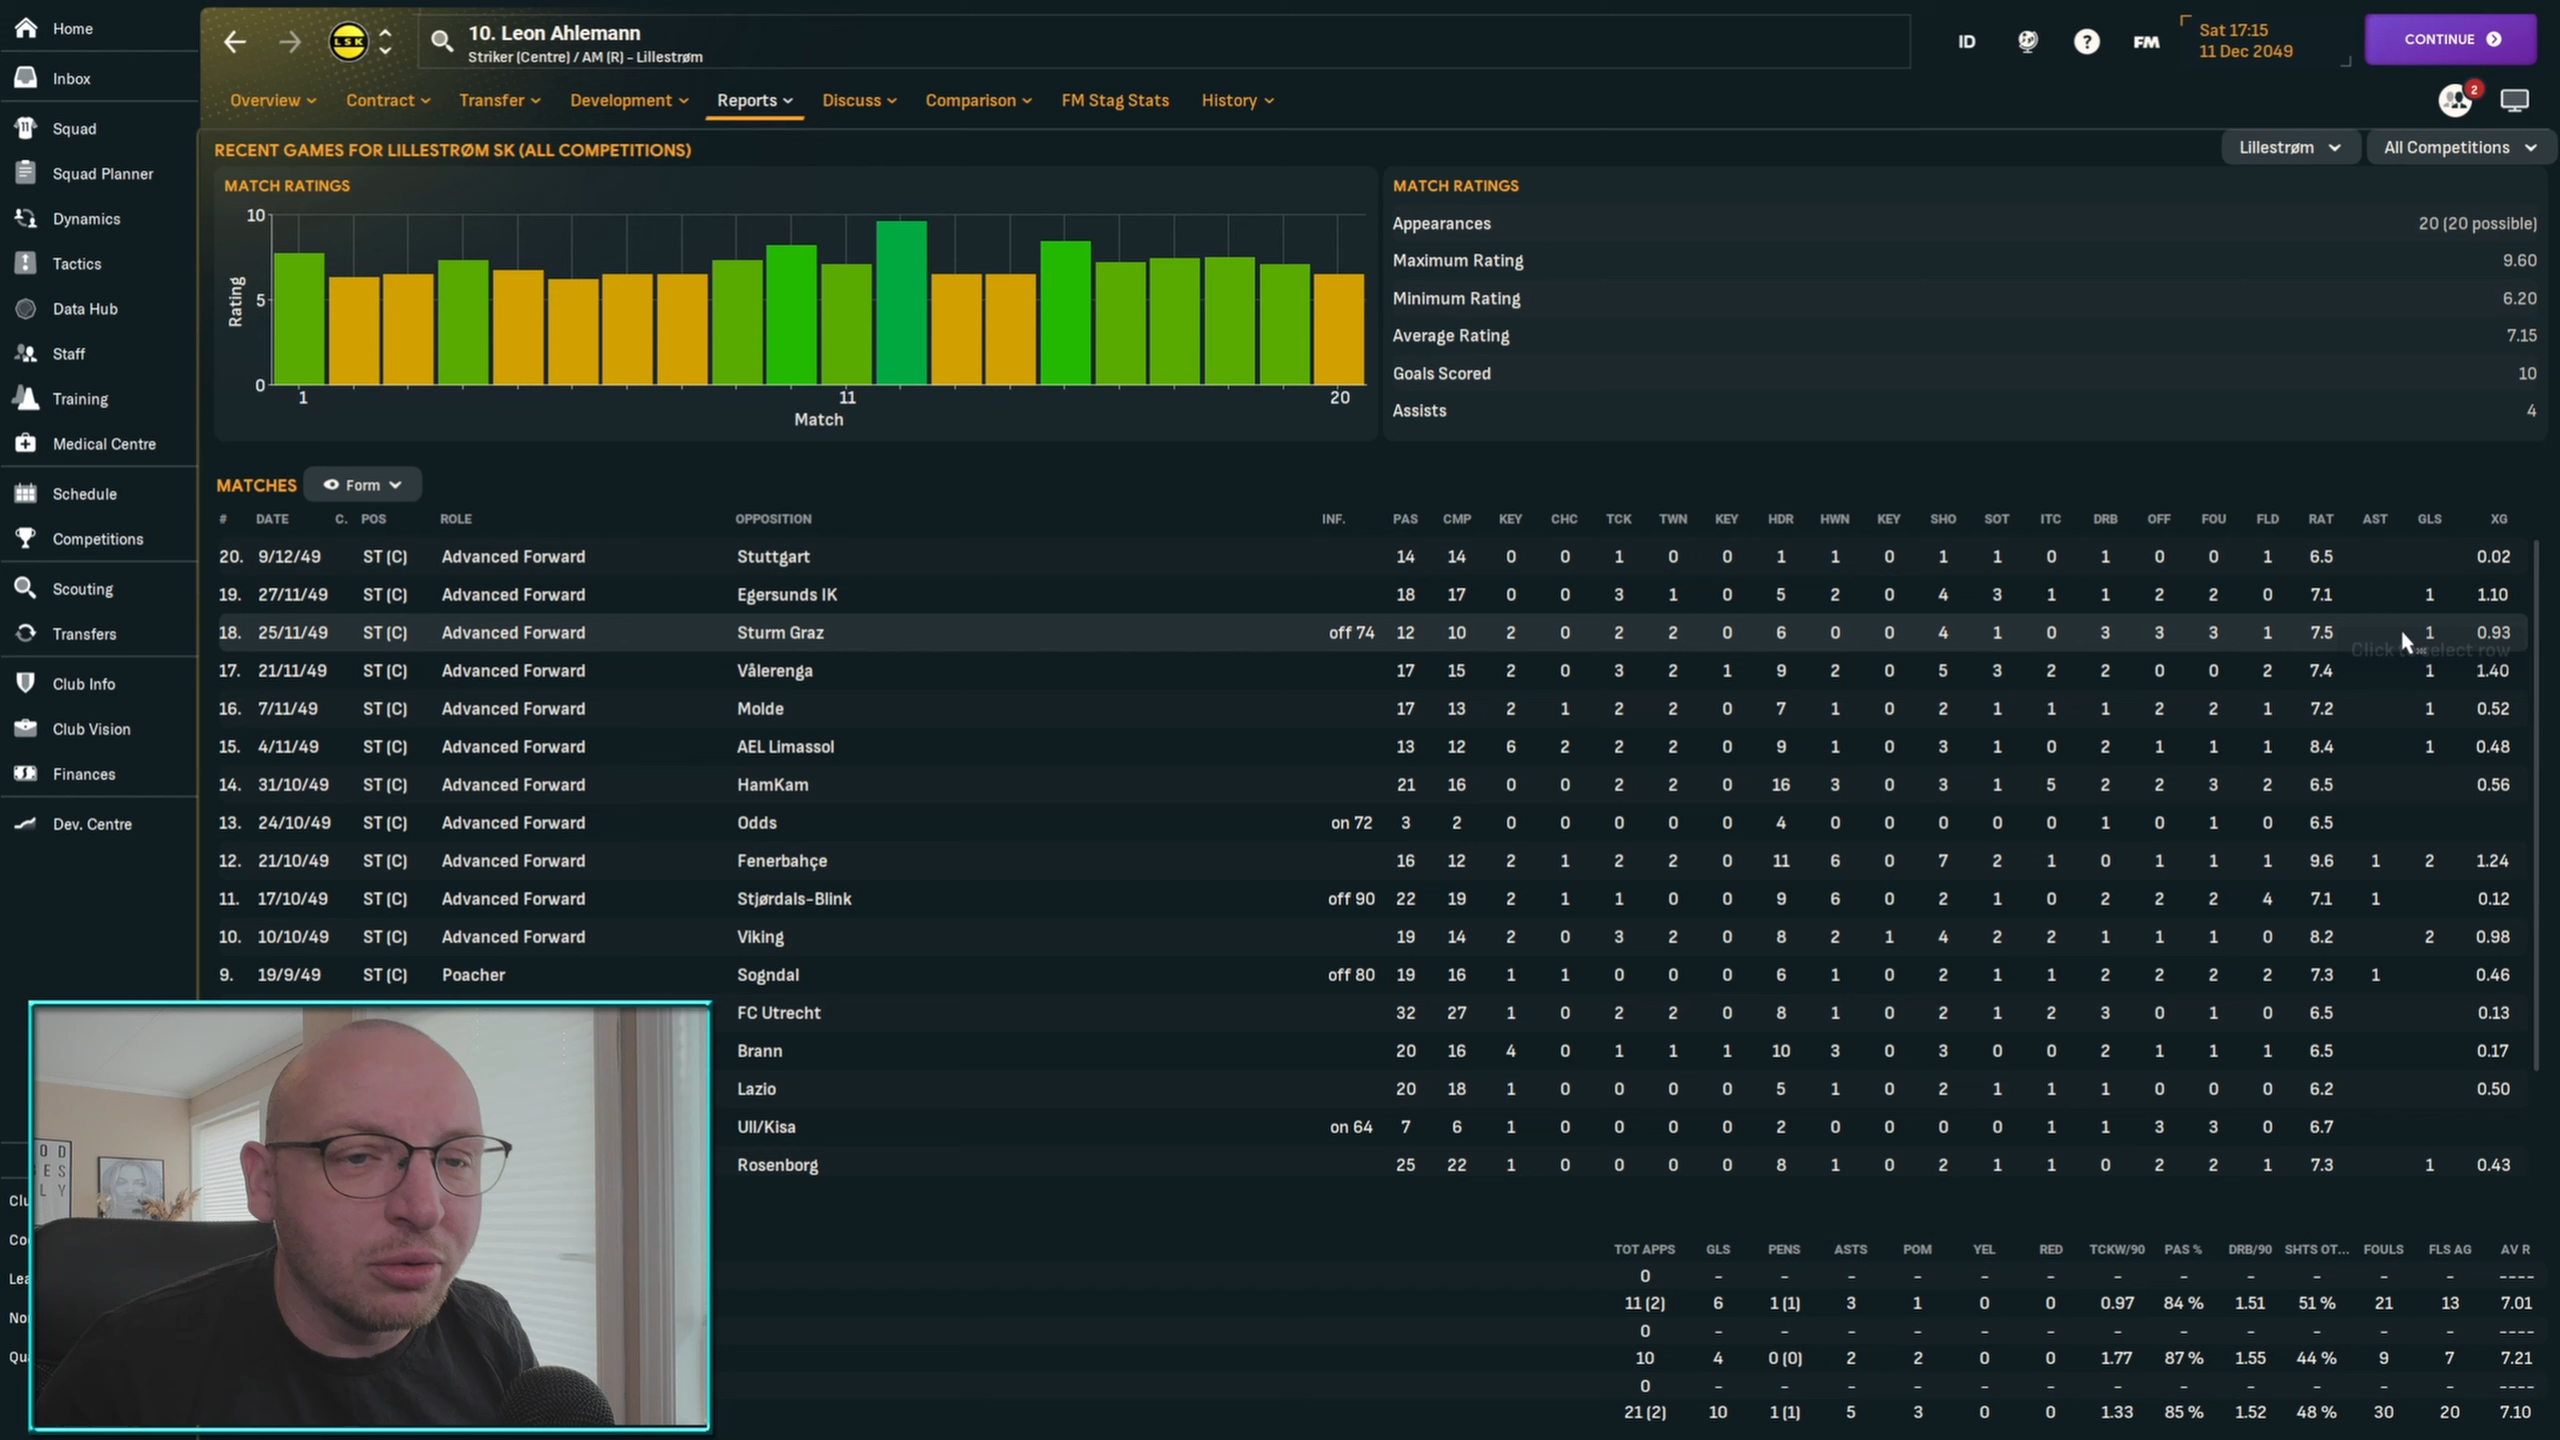 Home
Inbox
Squad
Squad Planner
Dynamics
Tactics
Data Hub
Staff
Training
Medical Centre
Schedule
Competitions
Scouting
Transfers
Club Info
Club Vision
Finances
Dev. Centre
LSK
10. Leon Ahlemann
Striker (Centre) / AM (R) - Lillestrøm
ID
?
FM
Sat 17:15
11 Dec 2049
CONTINUE
Overview
Contract
Transfer
Development
Reports
Discuss
Comparison
FM Stag Stats
History
2
RECENT GAMES FOR LILLESTRØM SK (ALL COMPETITIONS)
Lillestrøm
All Competitions
MATCH RATINGS
10
5
0
Rating
1
11
20
Match
MATCH RATINGS
Appearances 20 (20 possible)
Maximum Rating 9.60
Minimum Rating 6.20
Average Rating 7.15
Goals Scored 10
Assists 4
MATCHES Form
# DATE C. POS ROLE OPPOSITION INF. PAS CMP KEY CHC TCK TWN KEY HDR HWN KEY SHO SOT ITC DRB OFF FOU FLD RAT AST GLS XG
20. 9/12/49 ST (C) Advanced Forward Stuttgart 14 14 0 0 1 0 0 1 1 0 1 1 0 1 0 0 1 6.5 0.02
19. 27/11/49 ST (C) Advanced Forward Egersunds IK 18 17 0 0 3 1 0 5 2 0 4 3 1 1 2 2 0 7.1 1 1.10
18. 25/11/49 ST (C) Advanced Forward Sturm Graz off 74 12 10 2 0 2 2 0 6 0 0 4 1 0 3 3 3 1 7.5 1 0.93
17. 21/11/49 ST (C) Advanced Forward Vålerenga 17 15 2 0 3 2 1 9 2 0 5 3 2 2 0 0 2 7.4 1 1.40
16. 7/11/49 ST (C) Advanced Forward Molde 17 13 2 1 2 2 0 7 1 0 2 1 1 1 2 2 1 7.2 1 0.52
15. 4/11/49 ST (C) Advanced Forward AEL Limassol 13 12 6 2 2 2 0 9 1 0 3 1 0 2 1 1 1 8.4 1 0.48
14. 31/10/49 ST (C) Advanced Forward HamKam 21 16 0 0 2 2 0 16 3 0 3 1 5 2 2 3 2 6.5 0.56
13. 24/10/49 ST (C) Advanced Forward Odds on 72 3 2 0 0 0 0 0 4 0 0 0 0 0 1 0 1 0 6.5
12. 21/10/49 ST (C) Advanced Forward Fenerbahçe 16 12 2 1 2 2 0 11 6 0 7 2 1 0 1 1 1 9.6 1 2 1.24
11. 17/10/49 ST (C) Advanced Forward Stjørdals-Blink off 90 22 19 2 1 1 0 0 9 6 0 2 1 0 2 2 2 4 7.1 1 0.12
10. 10/10/49 ST (C) Advanced Forward Viking 19 14 2 0 3 2 0 8 2 1 4 2 2 1 1 1 0 8.2 2 0.98
9. 19/9/49 ST (C) Poacher Sogndal off 80 19 16 1 1 0 0 0 6 1 0 2 1 1 2 2 2 2 7.3 1 0.46
FC Utrecht 32 27 1 0 2 2 0 8 1 0 2 1 2 3 0 1 0 6.5 0.13
Brann 20 16 4 0 1 1 1 10 3 0 3 0 0 2 1 1 1 6.5 0.17
Lazio 20 18 1 0 0 0 0 5 1 0 2 1 1 1 0 0 0 6.2 0.50
Ull/Kisa on 64 7 6 1 0 0 0 0 2 0 0 0 0 1 1 3 3 0 6.7
Rosenborg 25 22 1 0 0 0 0 8 1 0 2 1 1 0 2 2 1 7.3 1 0.43
TOT APPS GLS PENS ASTS POM YEL RED TCKW/90 PAS % DRB/90 SHTS OT... FOULS FLS AG AV R
0 - - - - - - - - - - - - ----
11 (2) 6 1 (1) 3 1 0 0 0.97 84 % 1.51 51 % 21 13 7.01
0 - - - - - - - - - - - - ----
10 4 0 (0) 2 2 0 0 1.77 87 % 1.55 44 % 9 7 7.21
0 - - - - - - - - - - - - ----
21 (2) 10 1 (1) 5 3 0 0 1.33 85 % 1.52 48 % 30 20 7.10
Clu
Co
Lea
No
Qu
O D
E S
L Y